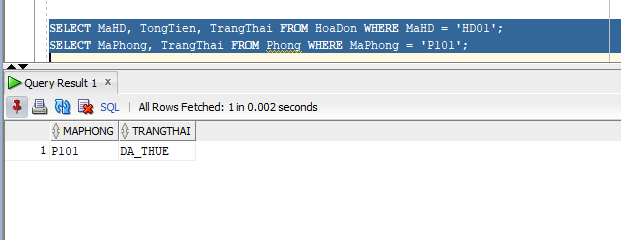 SELECT MaHD, TongTien, TrangThai FROM HoaDon WHERE MaHD = 'HD01';
SELECT MaPhong, TrangThai FROM Phong WHERE MaPhong = 'P101';
Query Result 1 x
SQL | All Rows Fetched: 1 in 0.002 seconds
MAPHONG TRANGTHAI
1 P101 DA_THUE